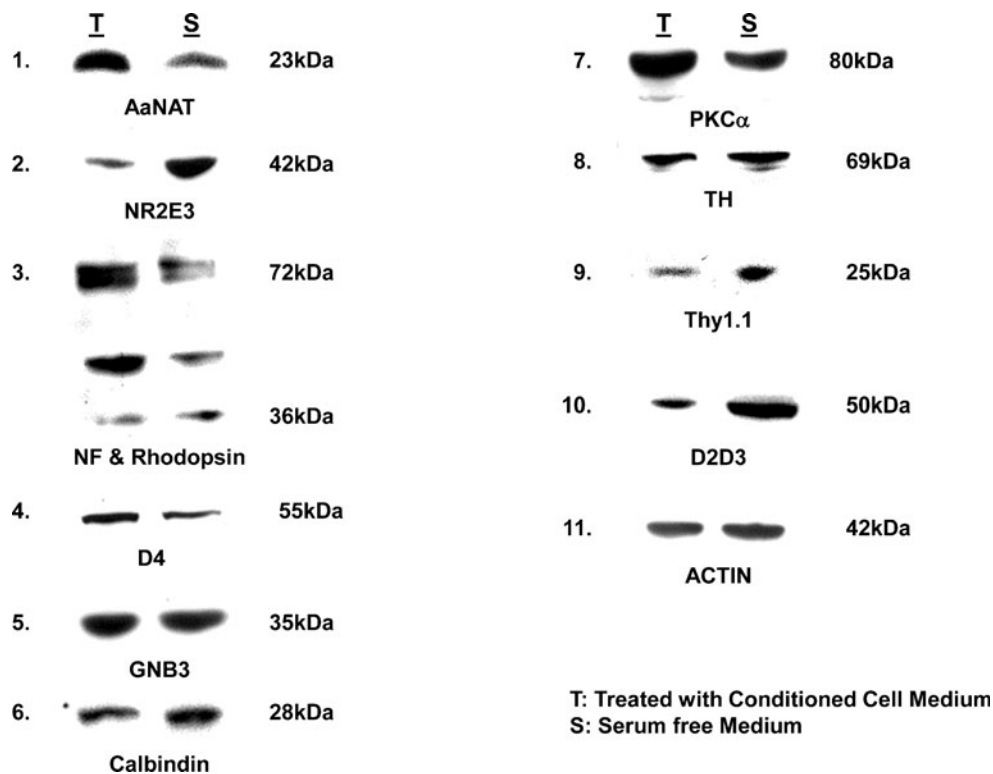 T S
1. 23kDa
AaNAT
2. 42kDa
NR2E3
3. 72kDa
36kDa
NF & Rhodopsin
4. 55kDa
D4
5. 35kDa
GNB3
6. 28kDa
Calbindin
T S
7. 80kDa
PKCα
8. 69kDa
TH
9. 25kDa
Thy1.1
10. 50kDa
D2D3
11. 42kDa
ACTIN
T: Treated with Conditioned Cell Medium
S: Serum free Medium